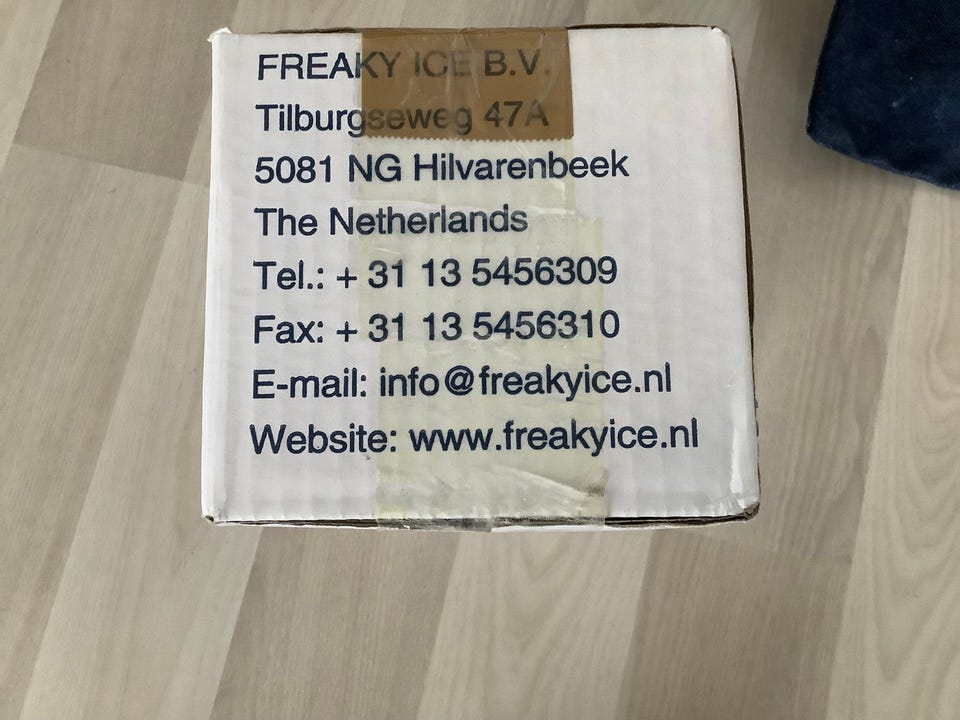 FREAKY ICE B.V.
Tilburgseweg 47A
5081 NG Hilvarenbeek
The Netherlands
Tel.: + 31 13 5456309
Fax: + 31 13 5456310
E-mail: info@freakyice.nl
Website: www.freakyice.nl